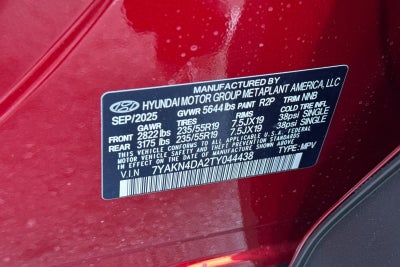 MANUFACTURED BY
HYUNDAI MOTOR GROUP METAPLANT AMERICA, LLC
SEP/2025 GVWR 5644 lbs PAINT R2P TRIM NNB
GAWR TIRES RIMS COLD TIRE INFL.
FRONT 2822 lbs 235/55R19 7.5JX19 38psi SINGLE
REAR 3175 lbs 235/55R19 7.5JX19 38psi SINGLE
THIS VEHICLE CONFORMS TO ALL APPLICABLE U.S. FEDERAL
MOTOR VEHICLE SAFETY AND THEFT PREVENTION STANDARDS
IN EFFECT ON THE DATE OF MANUFACTURE SHOWN ABOVE.
V.I.N 7YAKN4DA2TY044438 TYPE: MPV